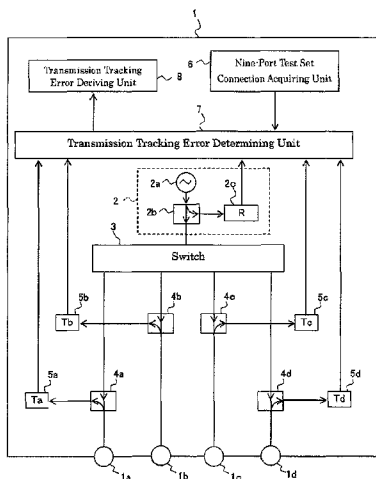 1
6
Transmission Tracking
Error Deriving Unit
8
Nine-Port Test Set
Connection Acquiring Unit
7
Transmission Tracking Error Determining Unit
2
2a
2b
2c
R
3
Switch
5b
4b
4c
5c
Tb
Tc
5a
4a
4d
5d
Ta
Td
1a
1b
1c
1d